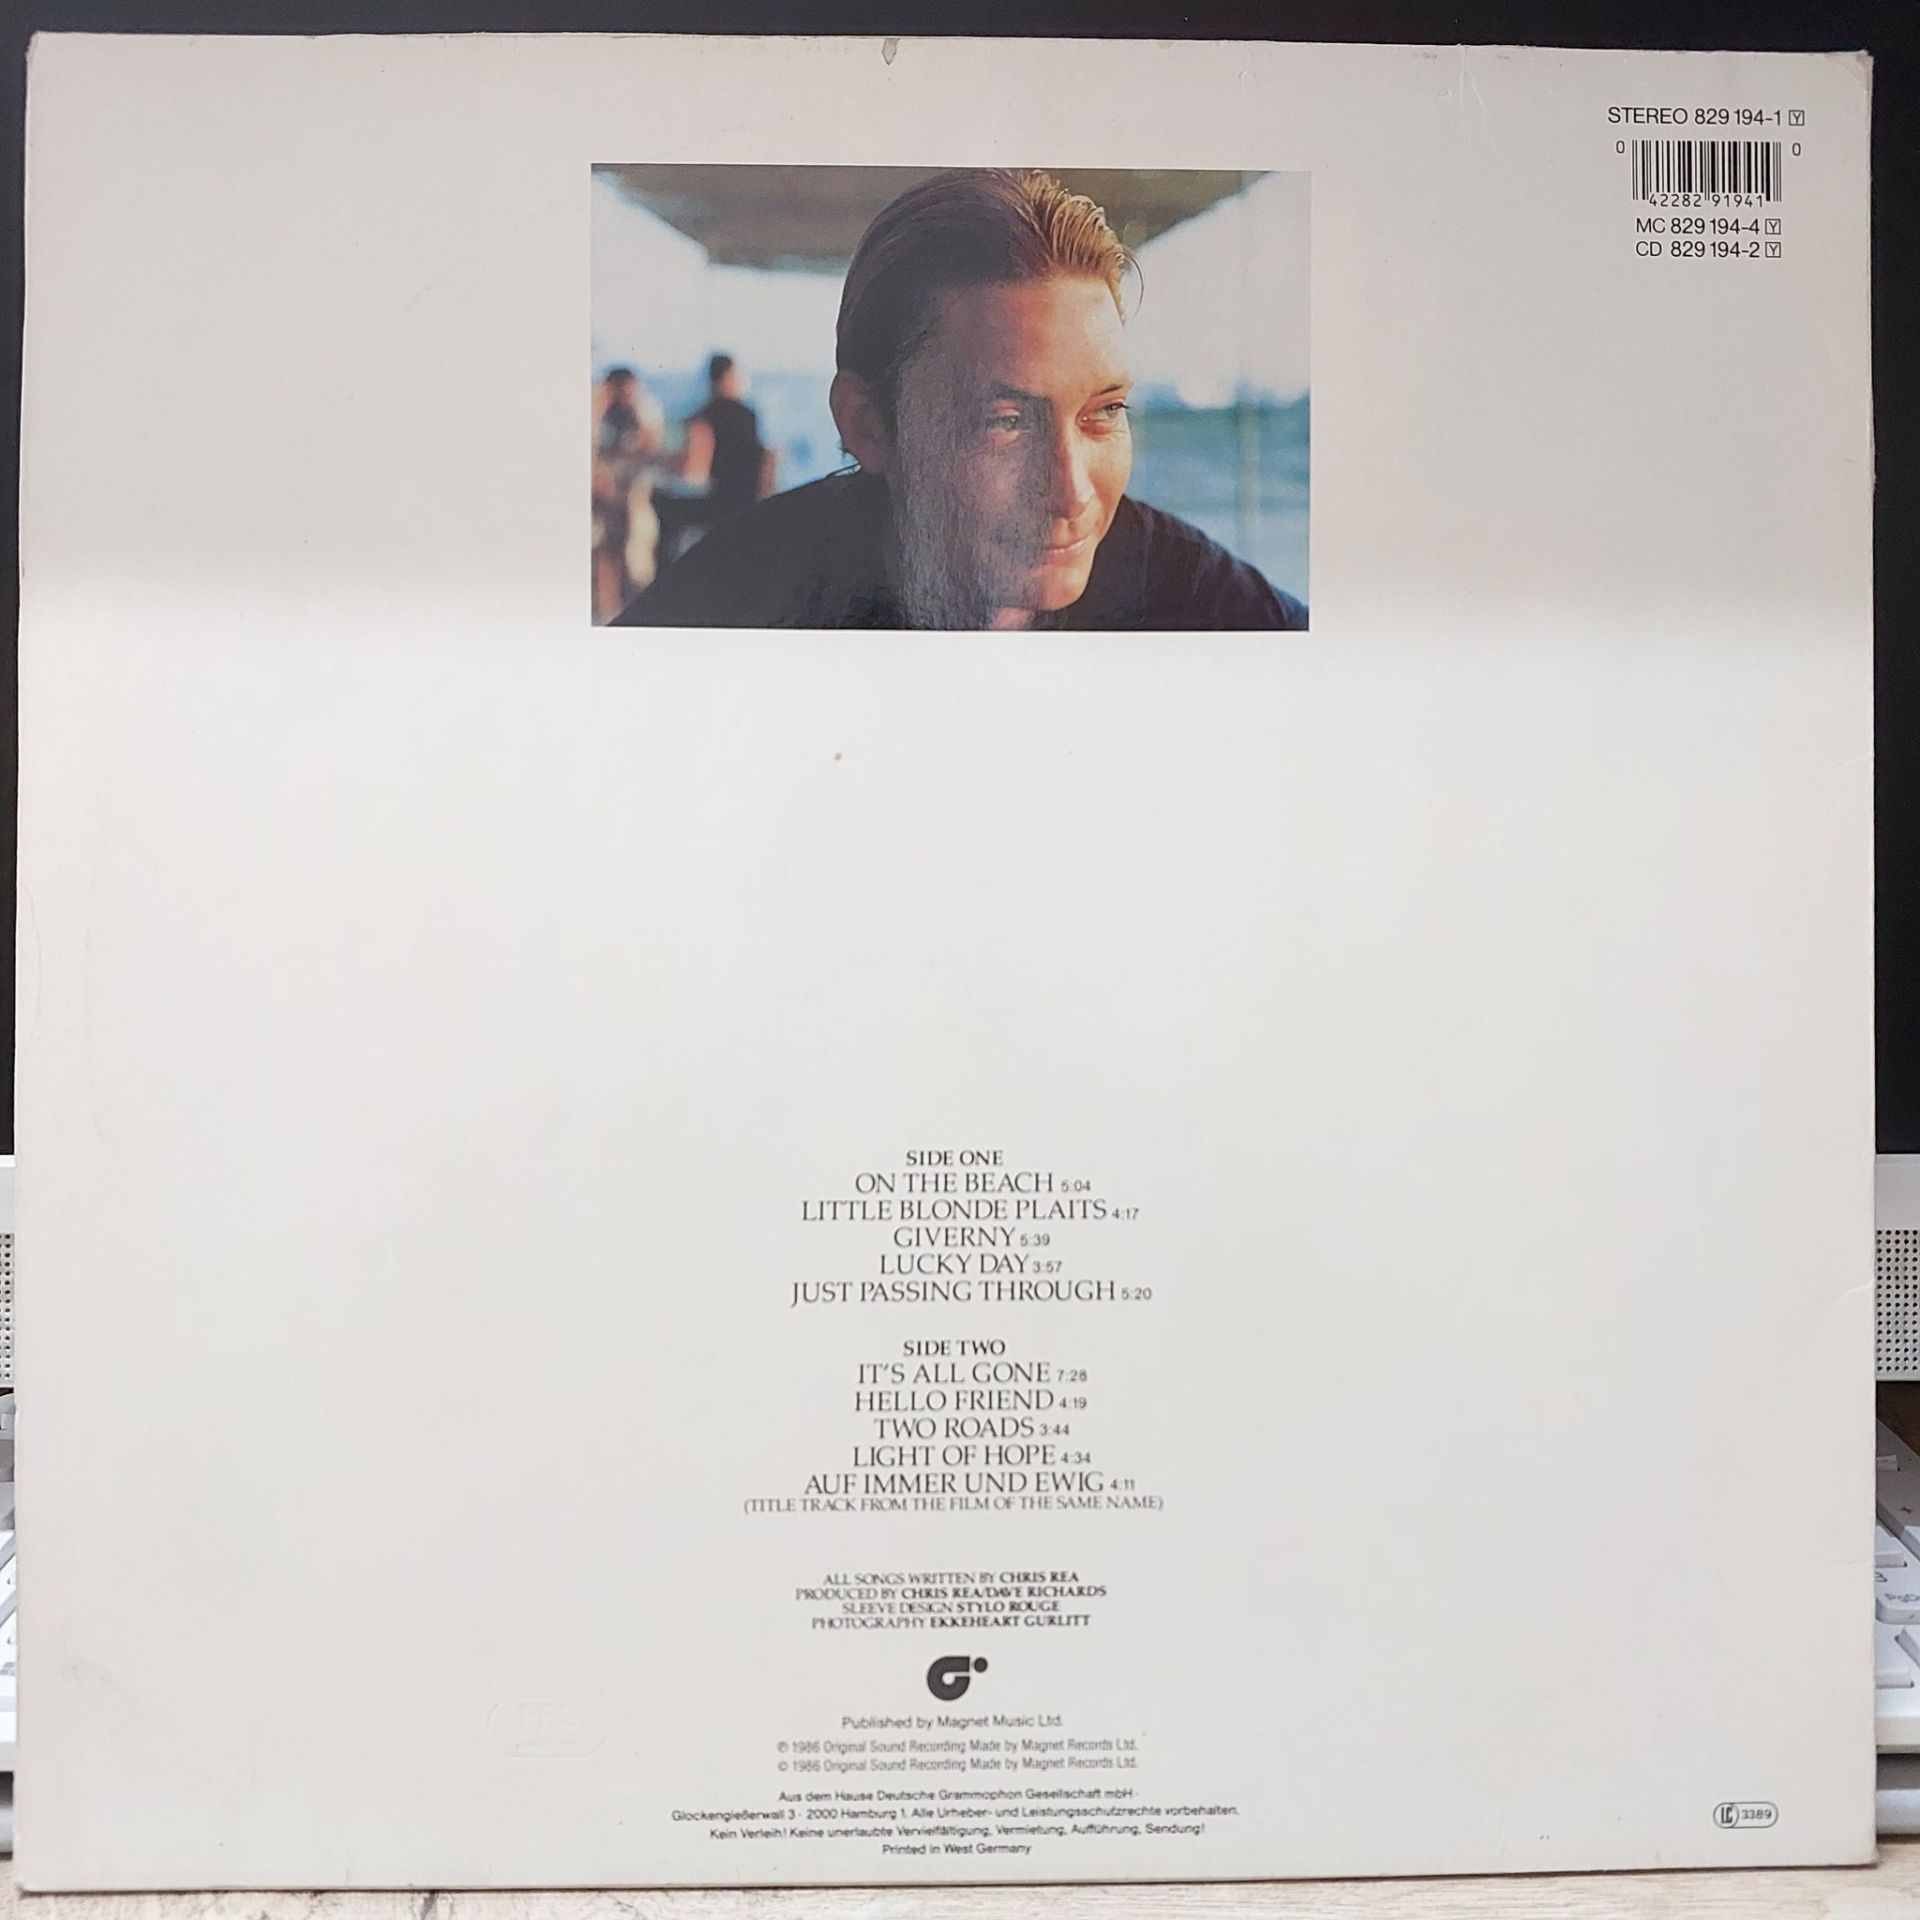 STEREO 829 194-1 Y
0 42282 91941 0
MC 829 194-4 Y
CD 829 194-2 Y
SIDE ONE
ON THE BEACH 5:04
LITTLE BLONDE PLAITS 4:17
GIVERNY 5:39
LUCKY DAY 3:57
JUST PASSING THROUGH 5:20
SIDE TWO
IT'S ALL GONE 7:28
HELLO FRIEND 4:19
TWO ROADS 3:44
LIGHT OF HOPE 4:34
AUF IMMER UND EWIG 4:11
(TITLE TRACK FROM THE FILM OF THE SAME NAME)
ALL SONGS WRITTEN BY CHRIS REA
PRODUCED BY CHRIS REA/DAVE RICHARDS
SLEEVE DESIGN STYLO ROUGE
PHOTOGRAPHY EKKEHEART GURLITT
Published by Magnet Music Ltd.
℗ 1986 Original Sound Recording Made by Magnet Records Ltd.
© 1986 Original Sound Recording Made by Magnet Records Ltd.
Aus dem Hause Deutsche Grammophon Gesellschaft mbH ·
Glockengießerwall 3 · 2000 Hamburg 1. Alle Urheber- und Leistungsschutzrechte vorbehalten.
Kein Verleih! Keine unerlaubte Vervielfältigung, Vermietung, Aufführung, Sendung!
Printed in West Germany
LC 3389